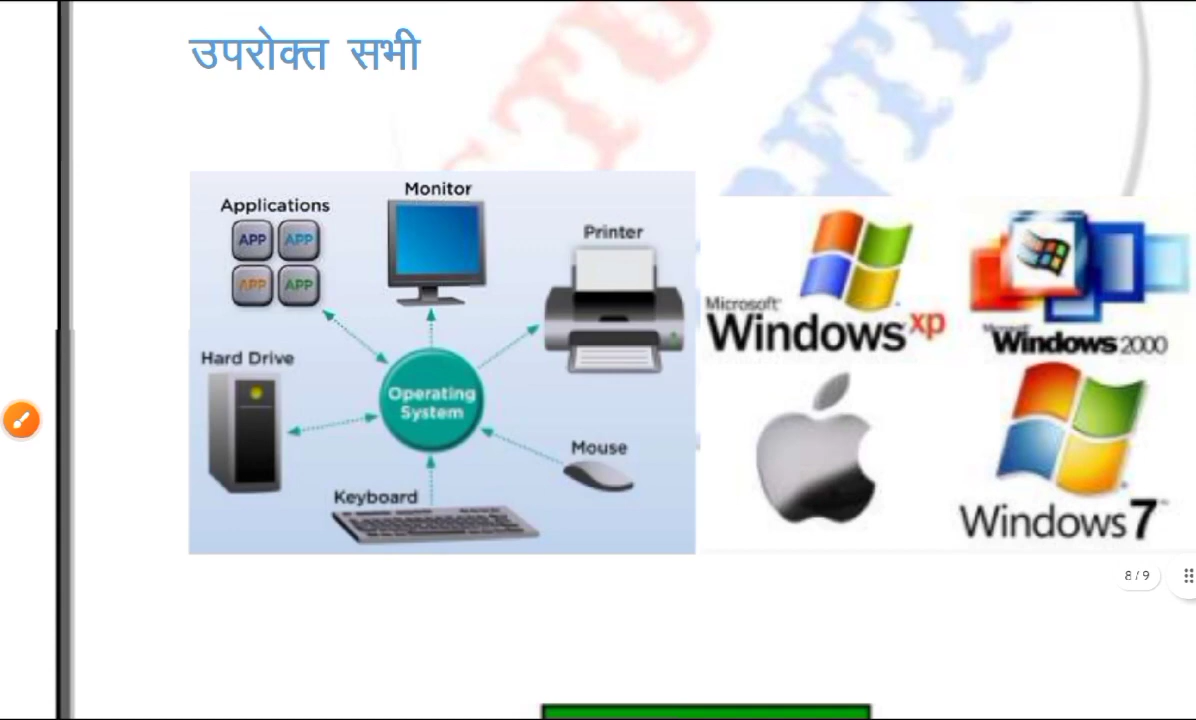 उपरोक्त सभी
Monitor
Applications
APP APP
APP APP
Printer
Hard Drive
Operating
System
Mouse
Keyboard
Microsoft
Windows xp
Microsoft
Windows 2000
Windows 7
8 / 9